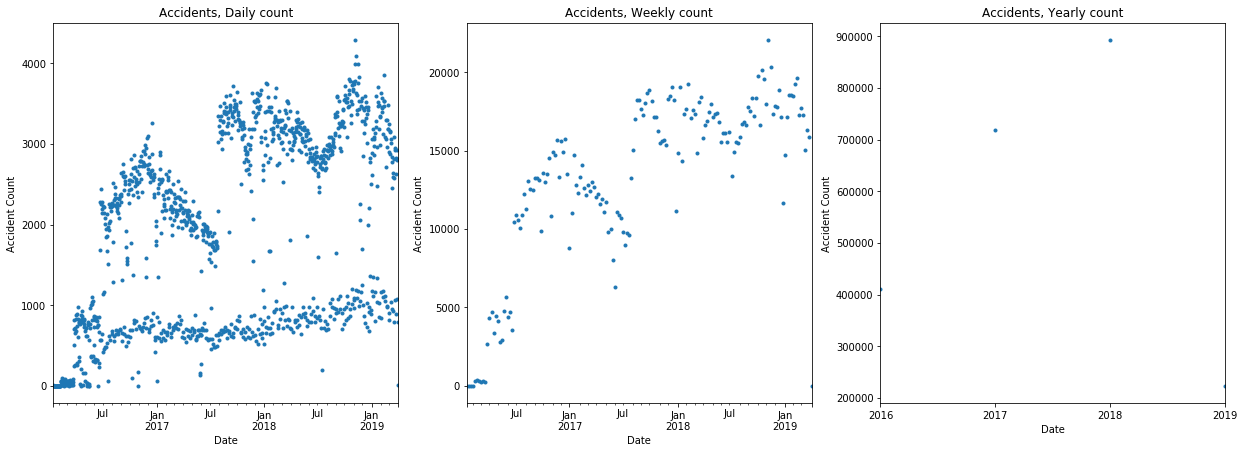 Accidents, Daily count
Accident Count
4000
3000
2000
1000
0
Jul
Jan
2017
Jul
Jan
2018
Jul
Jan
2019
Date
Accidents, Weekly count
Accident Count
20000
15000
10000
5000
0
Jul
Jan
2017
Jul
Jan
2018
Jul
Jan
2019
Date
Accidents, Yearly count
Accident Count
900000
800000
700000
600000
500000
400000
300000
200000
2016
2017
2018
2019
Date